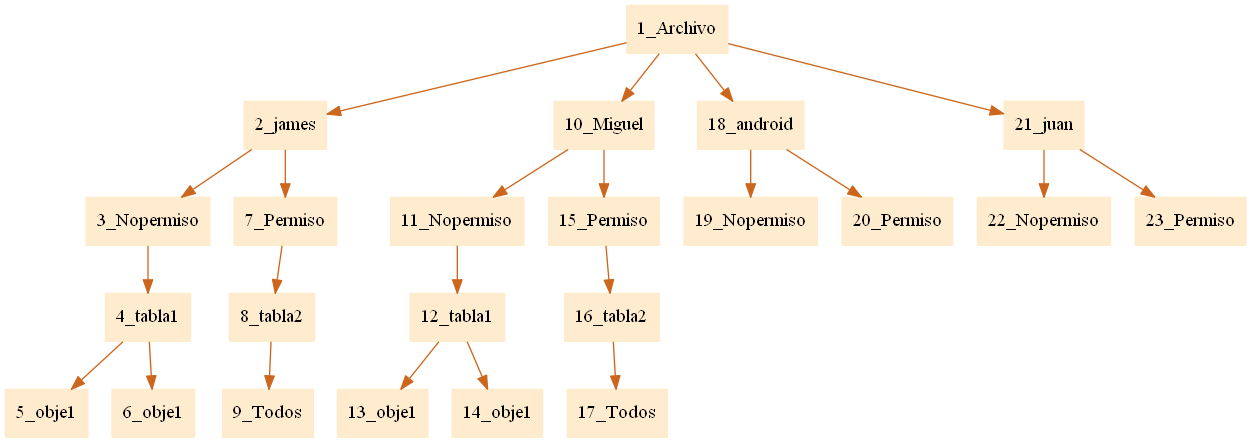 1_Archivo
2_james
10_Miguel
18_android
21_juan
3_Nopermiso
7_Permiso
11_Nopermiso
15_Permiso
19_Nopermiso
20_Permiso
22_Nopermiso
23_Permiso
4_tabla1
8_tabla2
12_tabla1
16_tabla2
5_obje1
6_obje1
9_Todos
13_obje1
14_obje1
17_Todos